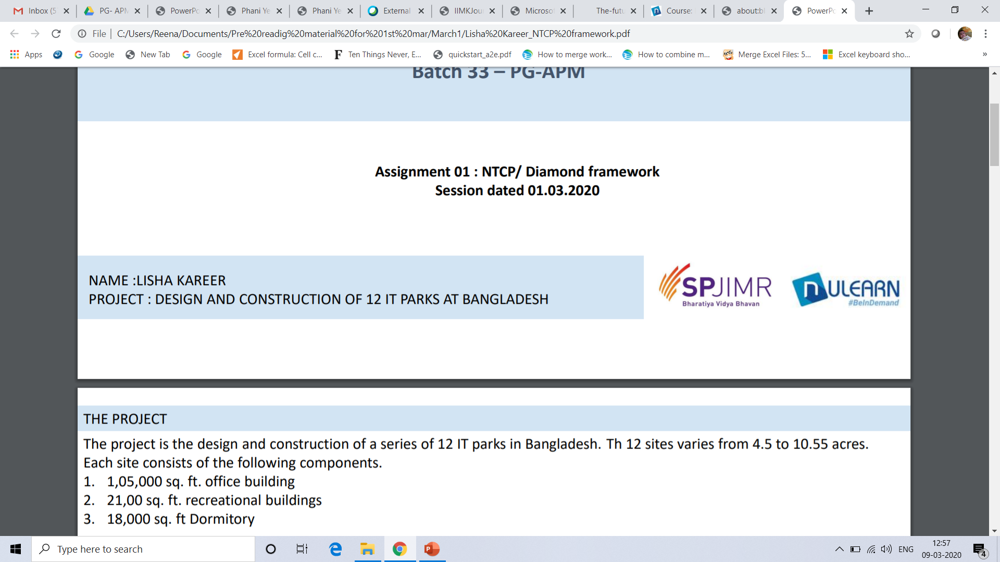 Inbox (5
PG- APM
PowerPo
Phani Ye
Phani Ye
External
IIMKJour
Microsof
The-futu
Course:
about:bl
PowerPo
File
C:/Users/Reena/Documents/Pre%20readig%20material%20for%201st%20mar/March1/Lisha%20Kareer_NTCP%20framework.pdf
Apps
Google
New Tab
Google
Excel formula: Cell c...
Ten Things Never, E...
quickstart_a2e.pdf
How to merge work...
How to combine m...
Merge Excel Files: 5...
Excel keyboard sho...
»
Batch 33 – PG-APM
Assignment 01 : NTCP/ Diamond framework
Session dated 01.03.2020
NAME :LISHA KAREER
PROJECT : DESIGN AND CONSTRUCTION OF 12 IT PARKS AT BANGLADESH
SPJIMR
Bharatiya Vidya Bhavan
nULEARN
#BeInDemand
THE PROJECT
The project is the design and construction of a series of 12 IT parks in Bangladesh. Th 12 sites varies from 4.5 to 10.55 acres.
Each site consists of the following components.
1. 1,05,000 sq. ft. office building
2. 21,00 sq. ft. recreational buildings
3. 18,000 sq. ft Dormitory
Type here to search
ENG
12:57
09-03-2020
4